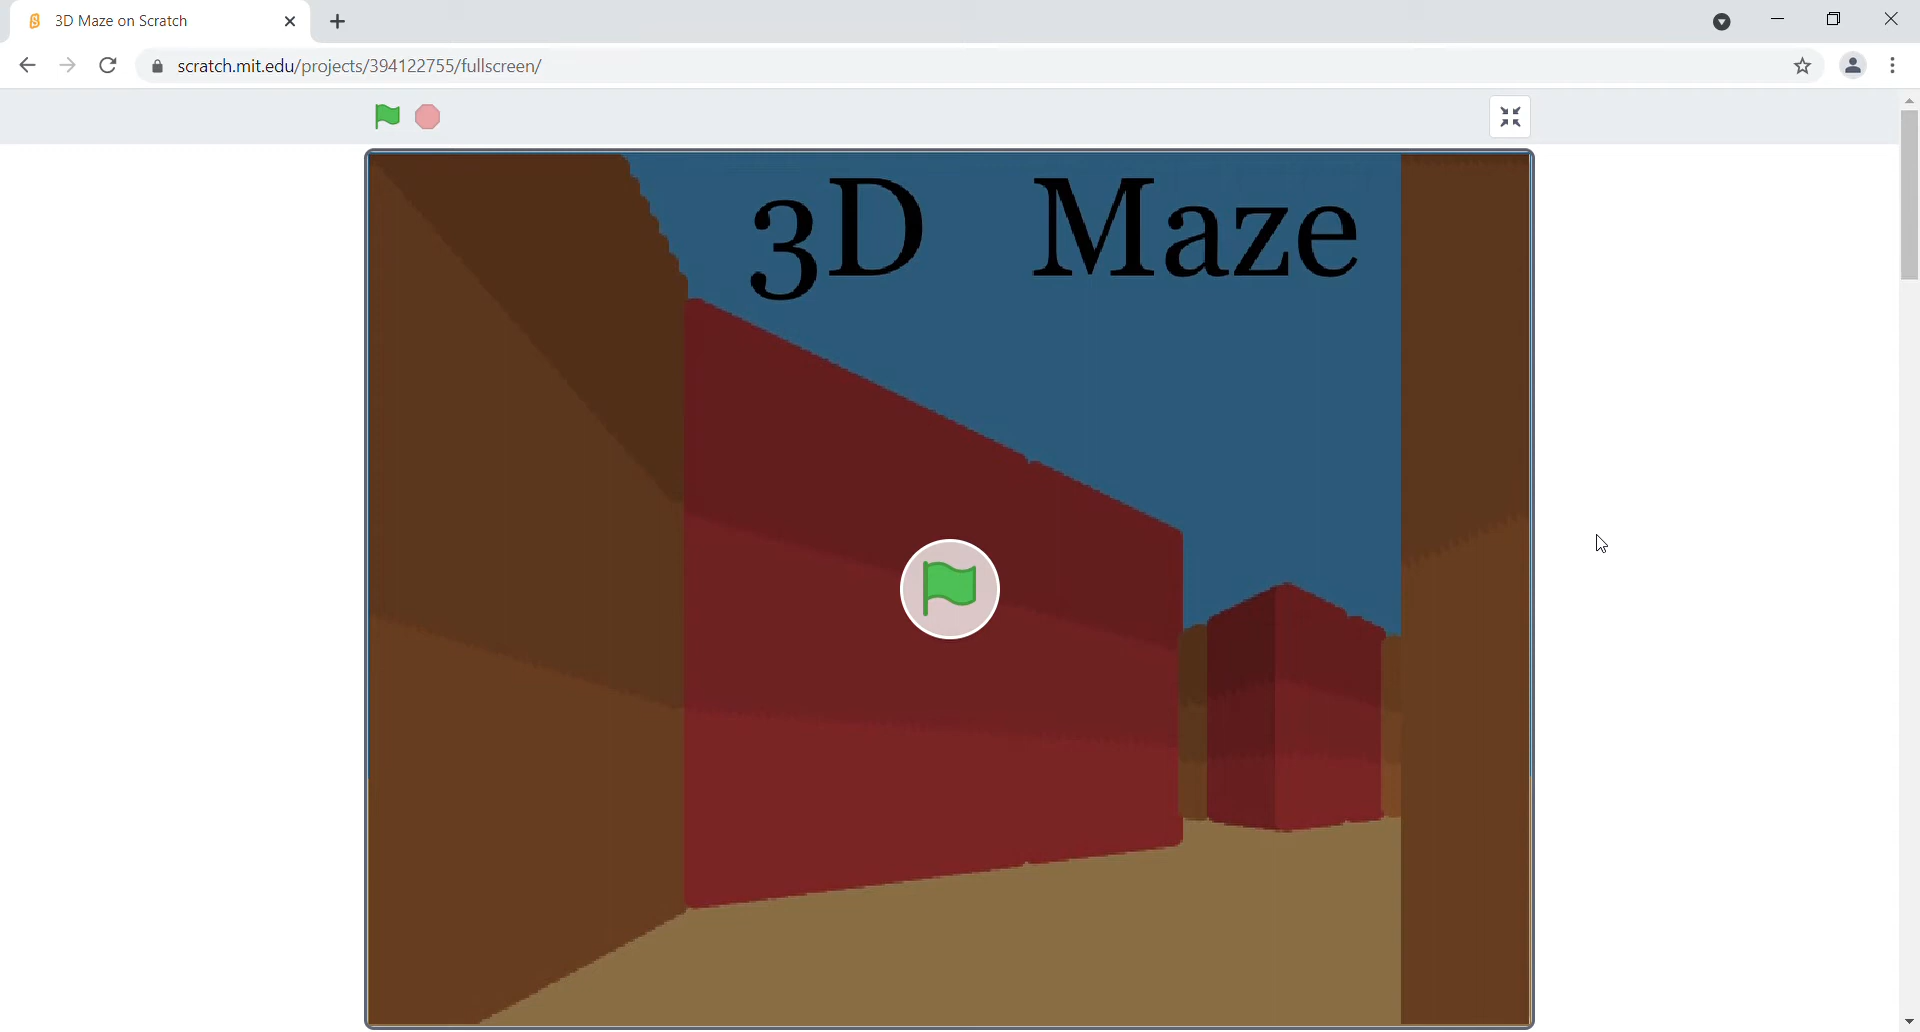 3D Maze on Scratch
scratch.mit.edu/projects/394122755/fullscreen/
3D Maze